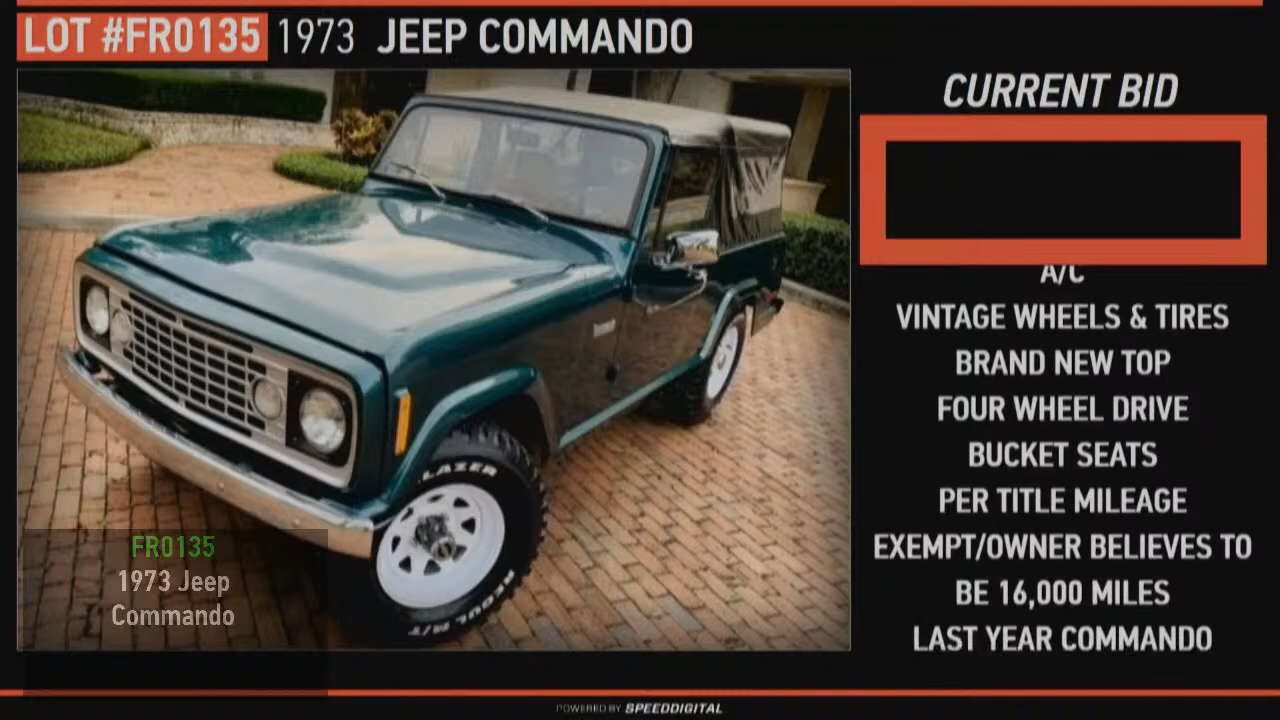 LOT #FR0135 1973 JEEP COMMANDO
CURRENT BID
A/C
VINTAGE WHEELS & TIRES
BRAND NEW TOP
FOUR WHEEL DRIVE
BUCKET SEATS
PER TITLE MILEAGE
EXEMPT/OWNER BELIEVES TO
BE 16,000 MILES
LAST YEAR COMMANDO
LAZER
REGUL M/T
FR0135
1973 Jeep
Commando
POWERED BY SPEEDDIGITAL